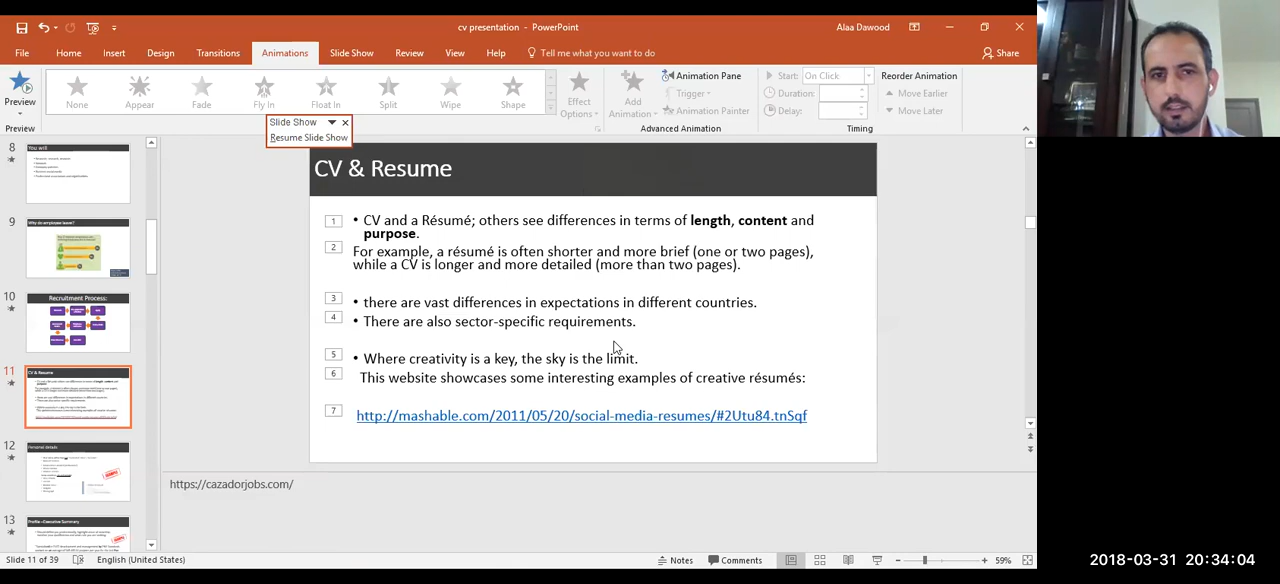 cv presentation - PowerPoint
Alaa Dawood
File Home Insert Design Transitions Animations Slide Show Review View Help Tell me what you want to do Share
Preview
None Appear Fade Fly In Float In Split Wipe Shape
Effect Options
Add Animation
Animation Pane
Trigger
Animation Painter
Start: On Click
Duration:
Delay:
Reorder Animation
Move Earlier
Move Later
Preview
Advanced Animation
Timing
Slide Show
Resume Slide Show
8
You will
9
Why do employee leave?
10
Recruitment Process:
11
CV & Resume
12
Personal details
13
Profile –Executive Summary
CV & Resume
1
• CV and a Résumé; others see differences in terms of length, content and
purpose.
2
For example, a résumé is often shorter and more brief (one or two pages),
while a CV is longer and more detailed (more than two pages).
3
• there are vast differences in expectations in different countries.
4
• There are also sector-specific requirements.
5
• Where creativity is a key, the sky is the limit.
6
This website showcases some interesting examples of creative résumés:
7
http://mashable.com/2011/05/20/social-media-resumes/#2Utu84.tnSqf
https://cazadorjobs.com/
Slide 11 of 39 English (United States) Notes Comments 59%
2018-03-31 20:34:04